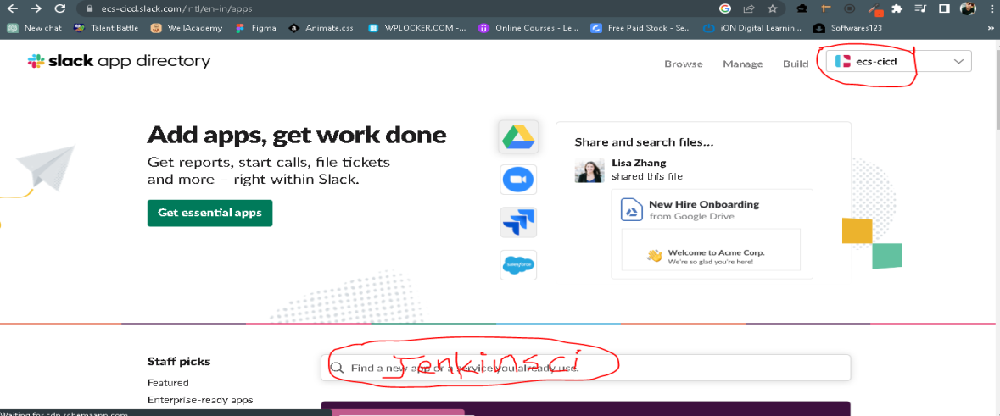 ecs-cicd.slack.com/intl/en-in/apps
New chat Talent Battle WellAcademy Figma Animate.css WPLOCKER.COM -... Online Courses - Le... Free Paid Stock - Se... iON Digital Learnin... Softwares123 »
slack app directory Browse Manage Build ecs-cicd
Add apps, get work done
Get reports, start calls, file tickets
and more – right within Slack.
Get essential apps
Share and search files...
Lisa Zhang
shared this file
New Hire Onboarding
from Google Drive
Welcome to Acme Corp.
We're so glad you're here!
salesforce
Staff picks
Featured
Enterprise-ready apps
Find a new app or a service you already use.
Jenkinsci
Waiting for cdn.schemaapp.com